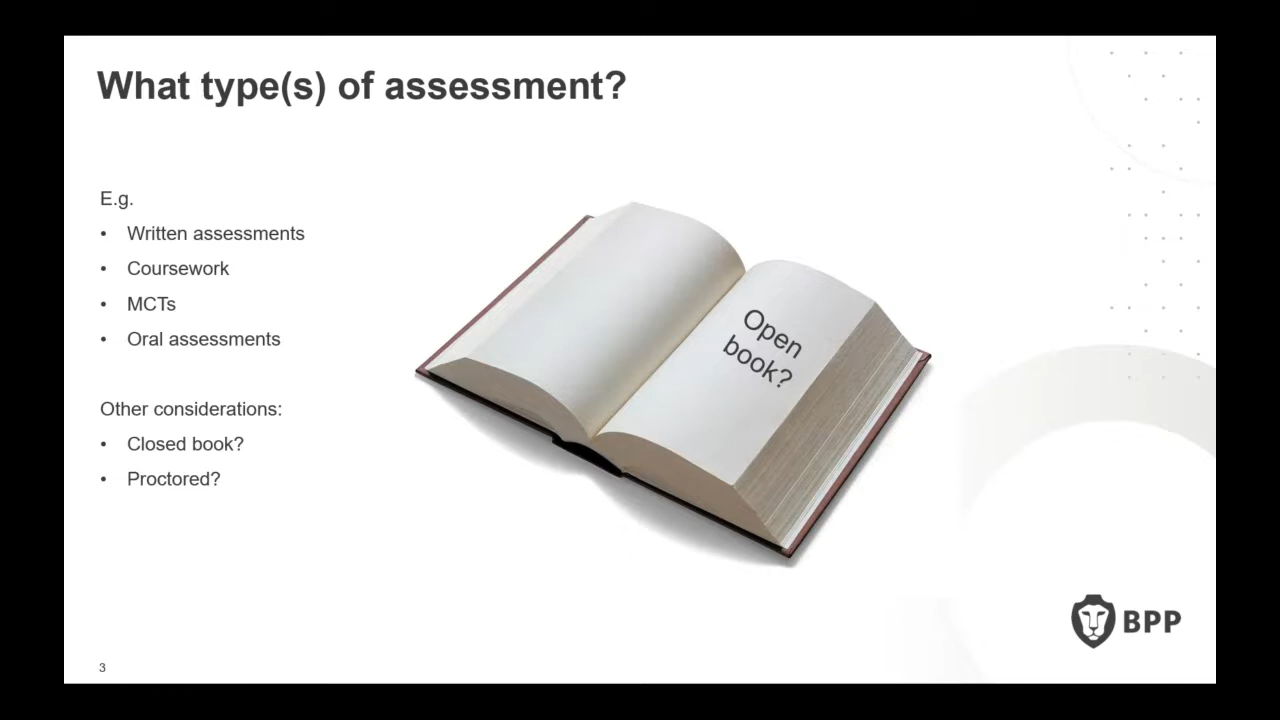 What type(s) of assessment?
E.g.
• Written assessments
• Coursework
• MCTs
• Oral assessments
Other considerations:
• Closed book?
• Proctored?
Open
book?
BPP
3